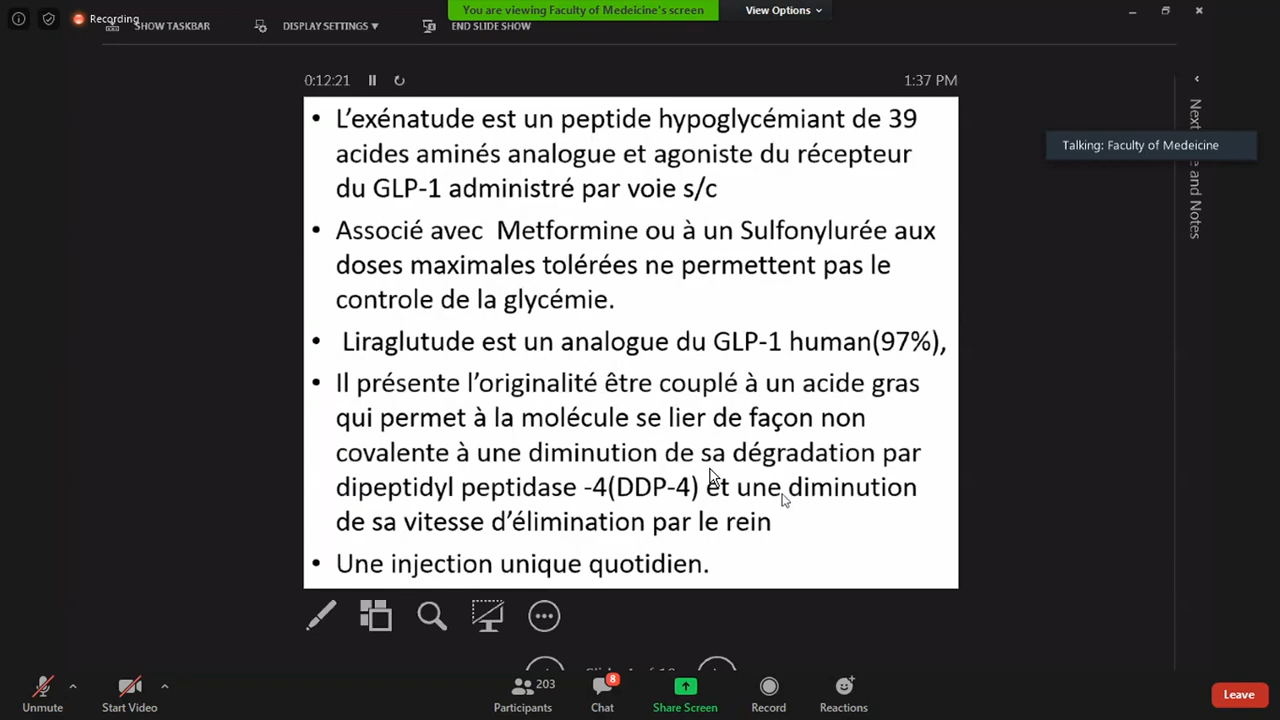 Recording
SHOW TASKBAR
DISPLAY SETTINGS ▾
END SLIDE SHOW
You are viewing Faculty of Medeicine's screen
View Options
0:12:21
1:37 PM
Talking: Faculty of Medeicine
Next
and Notes
• L'exénatude est un peptide hypoglycémiant de 39
acides aminés analogue et agoniste du récepteur
du GLP-1 administré par voie s/c
• Associé avec Metformine ou à un Sulfonylurée aux
doses maximales tolérées ne permettent pas le
controle de la glycémie.
• Liraglutude est un analogue du GLP-1 human(97%),
• Il présente l'originalité être couplé à un acide gras
qui permet à la molécule se lier de façon non
covalente à une diminution de sa dégradation par
dipeptidyl peptidase -4(DDP-4) et une diminution
de sa vitesse d'élimination par le rein
• Une injection unique quotidien.
Unmute
Start Video
203
Participants
8
Chat
Share Screen
Record
Reactions
Leave